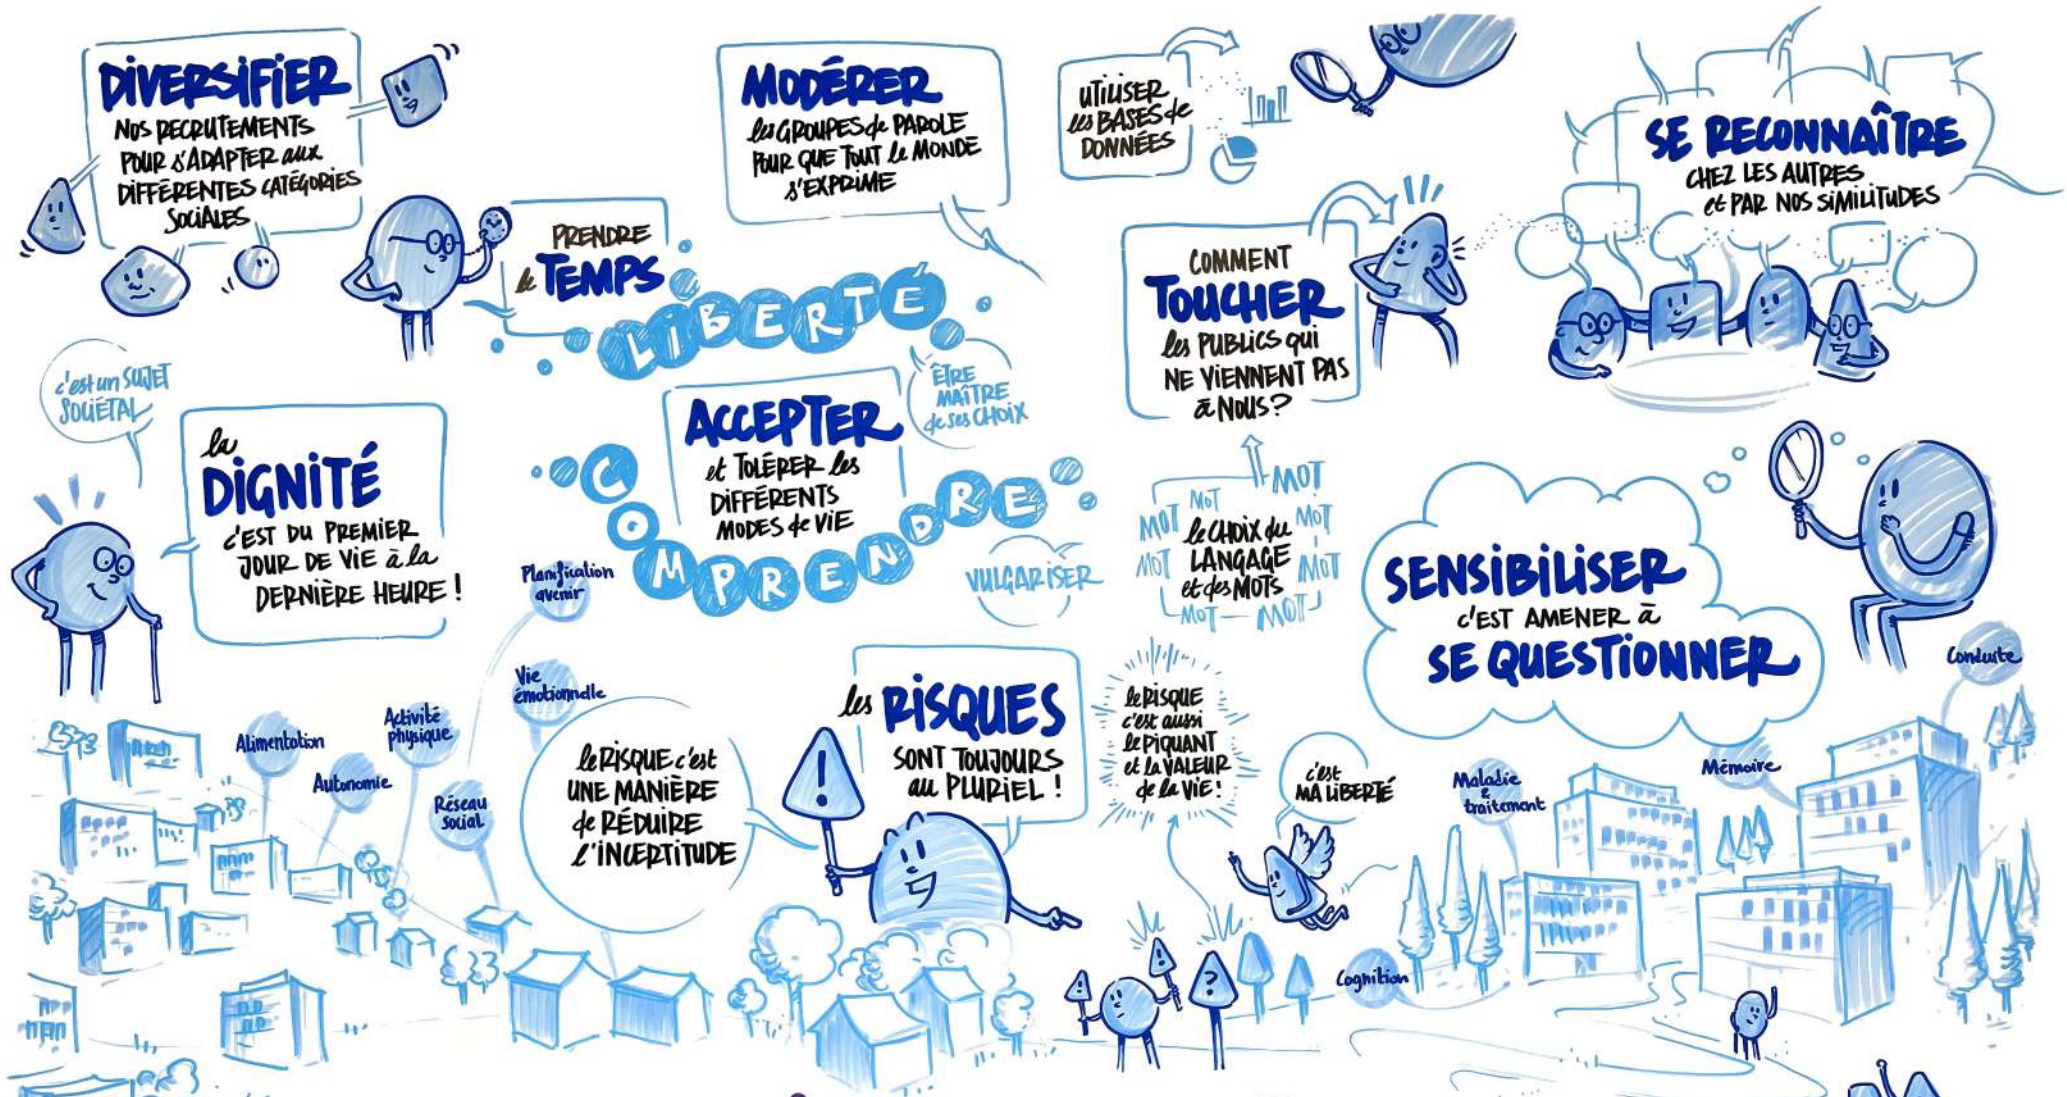 DIVERSIFIER
NOS RECRUTEMENTS
POUR S'ADAPTER aux
DIFFÉRENTES CATÉGORIES
SOCIALES
PRENDRE
le TEMPS
MODÉRER
les GROUPES de PAROLE
POUR QUE TOUT le MONDE
S'EXPRIME
UTILISER
les BASES de
DONNÉES
SE RECONNAÎTRE
CHEZ LES AUTRES
et PAR NOS SIMILITUDES
COMMENT
TOUCHER
les PUBLICS qui
NE VIENNENT PAS
à NOUS?
LIBERTÉ
ÊTRE
MAÎTRE
de ses CHOIX
ACCEPTER
et TOLÉRER les
DIFFÉRENTS
MODES de VIE
COMPRENDRE
VULGARISER
c'est un SUJET
SOCIÉTAL
la
DIGNITÉ
C'EST DU PREMIER
JOUR DE VIE à la
DERNIÈRE HEURE !
MOT
MOT
MOT
MOT
le CHOIX du
LANGAGE
et des MOTS
MOT
MOT
MOT
MOT
SENSIBILISER
C'EST AMENER à
SE QUESTIONNER
Planification
avenir
Vie
émotionnelle
Activité
physique
Alimentation
Autonomie
Réseau
Social
le RISQUE c'est
UNE MANIÈRE
de RÉDUIRE
L'INCERTITUDE
les RISQUES
SONT TOUJOURS
au PLURIEL !
!
le RISQUE
c'est aussi
le PIQUANT
et la VALEUR
de la VIE !
c'est
MA LIBERTÉ
Maladie
&
traitement
Mémoire
Conduite
Cognition
!
!
?